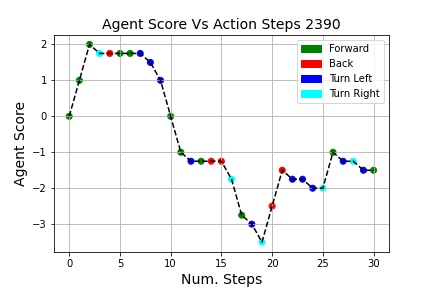 Agent Score Vs Action Steps 2390
2
1
0
−1
−2
−3
Agent Score
Forward
Back
Turn Left
Turn Right
0 5 10 15 20 25 30
Num. Steps